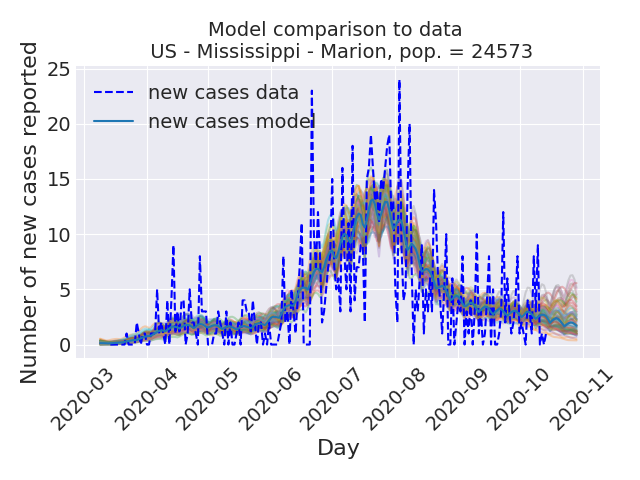 Model comparison to data
US - Mississippi - Marion, pop. = 24573
Number of new cases reported
25
20
15
10
5
0
new cases data
new cases model
2020-03
2020-04
2020-05
2020-06
2020-07
2020-08
2020-09
2020-10
2020-11
Day